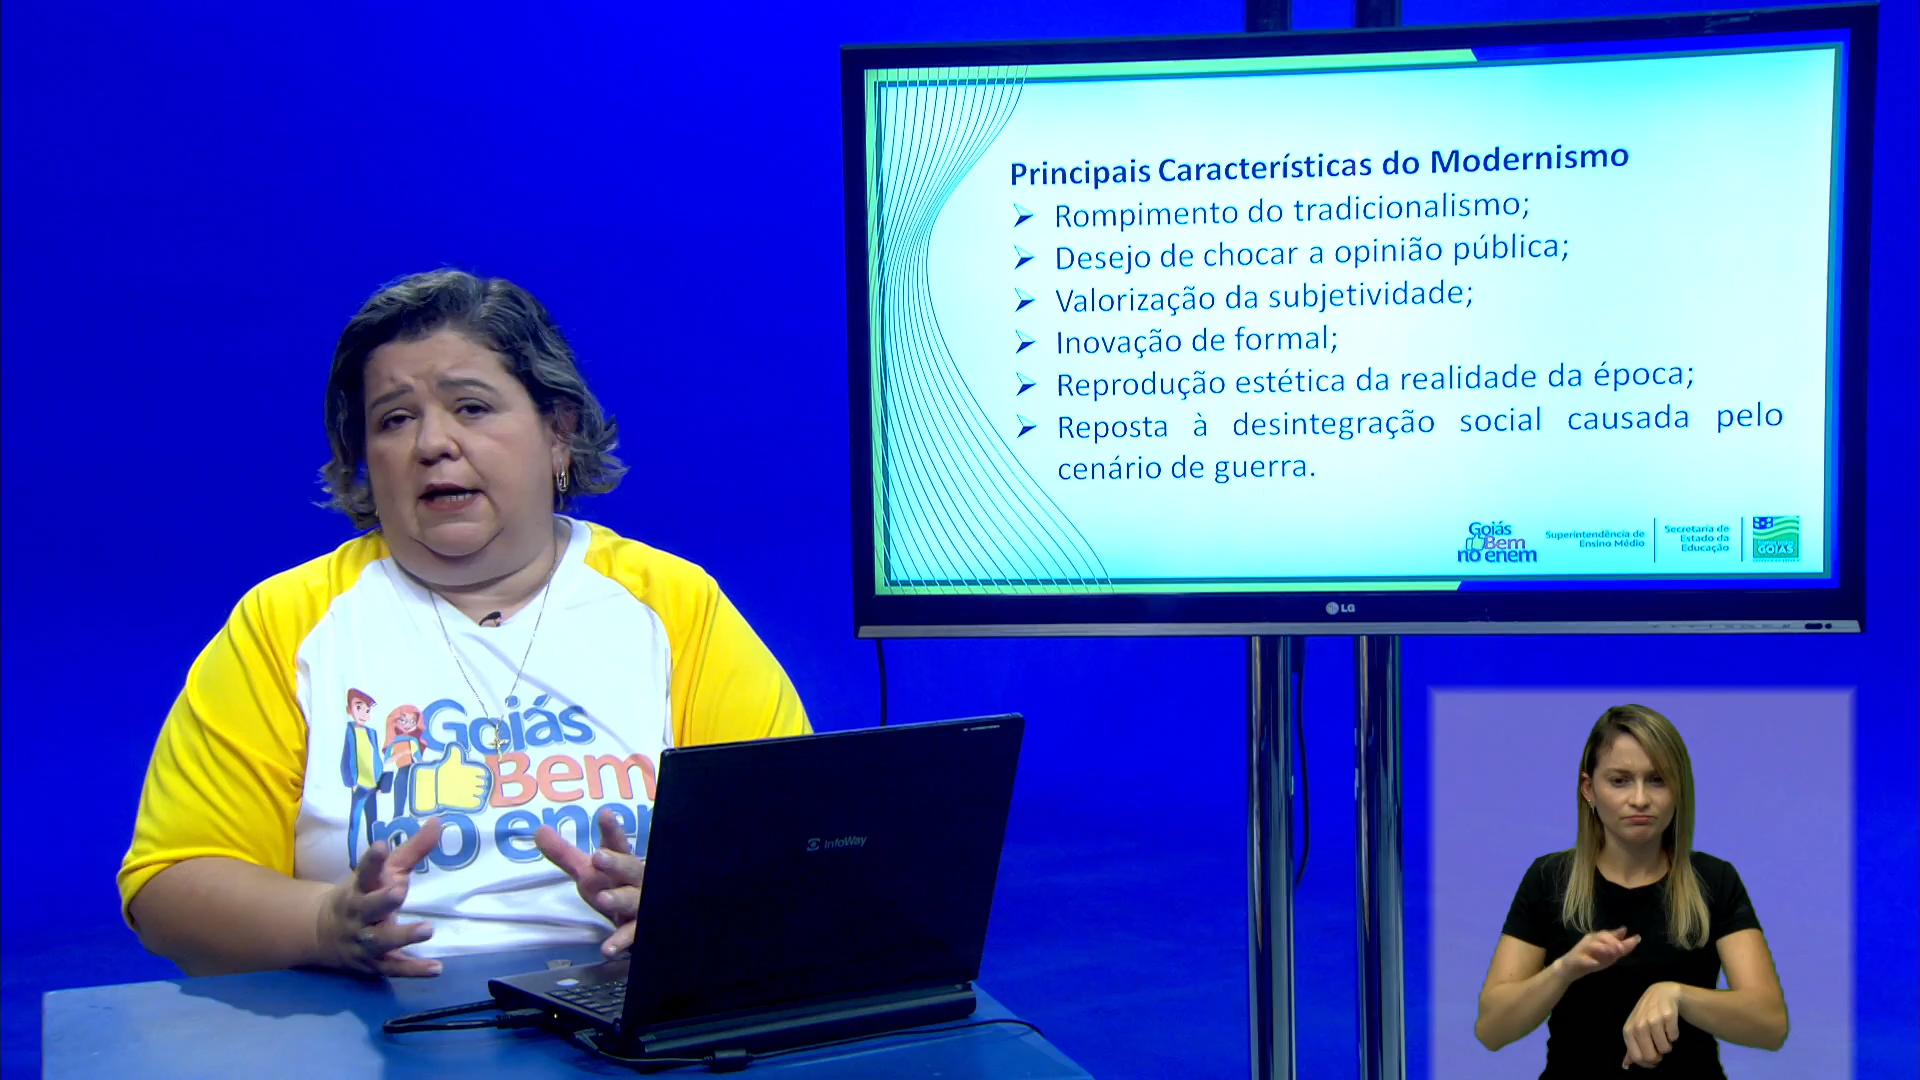 Principais Características do Modernismo
Rompimento do tradicionalismo;
Desejo de chocar a opinião pública;
Valorização da subjetividade;
Inovação de formal;
Reprodução estética da realidade da época;
Reposta à desintegração social causada pelo
cenário de guerra.
Goiás
Bem
no enem
Superintendência de
Ensino Médio
Secretaria de
Estado da
Educação
GOIÁS
LG
Goiás
Bem
no enem
InfoWay